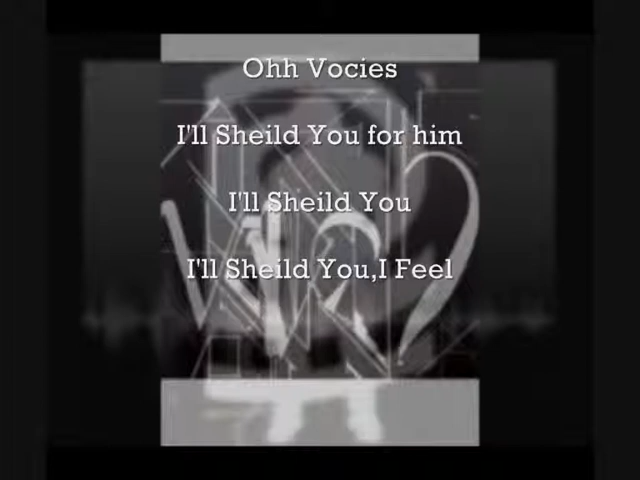 Ohh Vocies
I'll Sheild You for him
I'll Sheild You
I'll Sheild You,I Feel